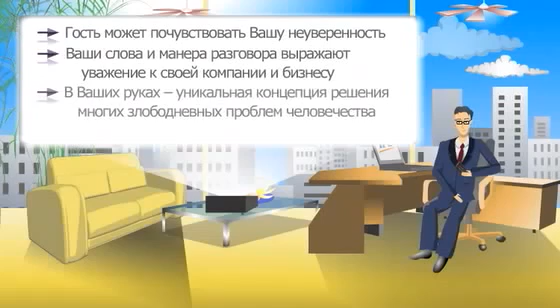 Гость может почувствовать Вашу неуверенность
Ваши слова и манера разговора выражают
уважение к своей компании и бизнесу
В Ваших руках – уникальная концепция решения
многих злободневных проблем человечества